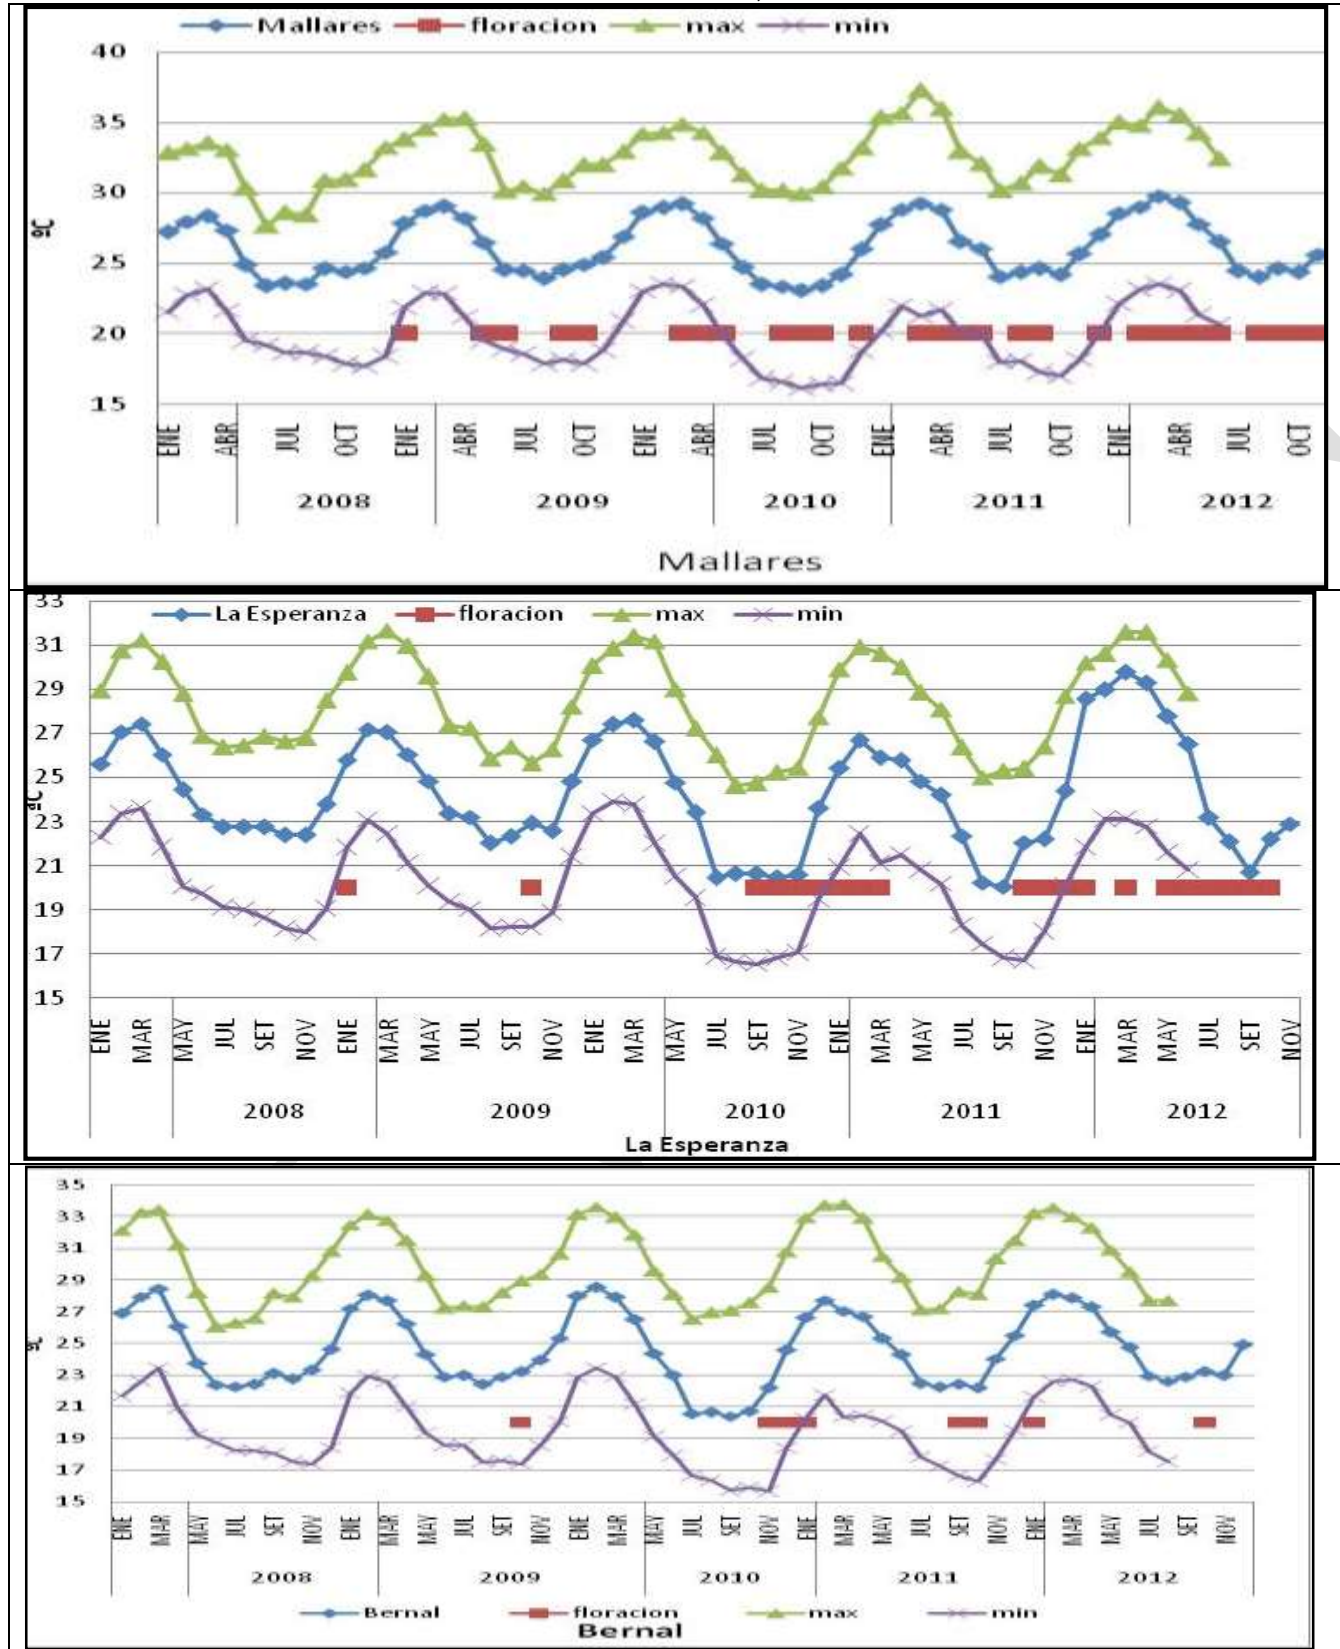 Mallares floracion max min
40
35
30
25
20
15
ºC
ENE ABR JUL OCT ENE ABR JUL OCT ENE ABR JUL OCT ENE ABR JUL OCT ENE ABR JUL OCT
2008 2009 2010 2011 2012
Mallares
La Esperanza floracion max min
33
31
29
27
25
23
21
19
17
15
ºC
ENE MAR MAY JUL SET NOV ENE MAR MAY JUL SET NOV ENE MAR MAY JUL SET NOV ENE MAR MAY JUL SET NOV ENE MAR MAY JUL SET NOV
2008 2009 2010 2011 2012
La Esperanza
35
33
31
29
27
25
23
21
19
17
15
ºC
ENE MAR MAY JUL SET NOV ENE MAR MAY JUL SET NOV ENE MAR MAY JUL SET NOV ENE MAR MAY JUL SET NOV ENE MAR MAY JUL SET NOV
2008 2009 2010 2011 2012
Bernal floracion max min
Bernal